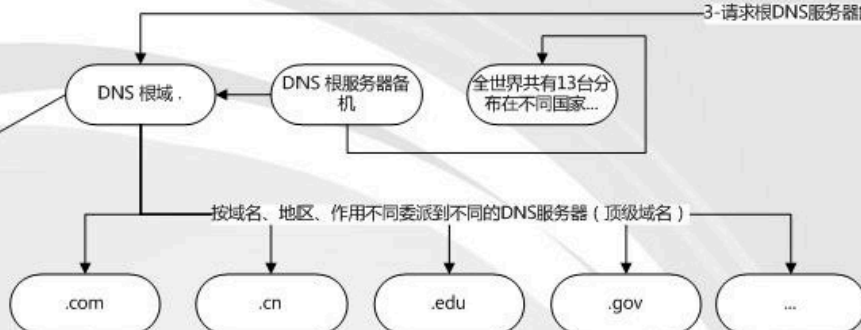 3-请求根DNS服务器
DNS 根域 .
DNS 根服务器备
机
全世界共有13台分
布在不同国家...
按域名、地区、作用不同委派到不同的DNS服务器（顶级域名）
.com
.cn
.edu
.gov
...